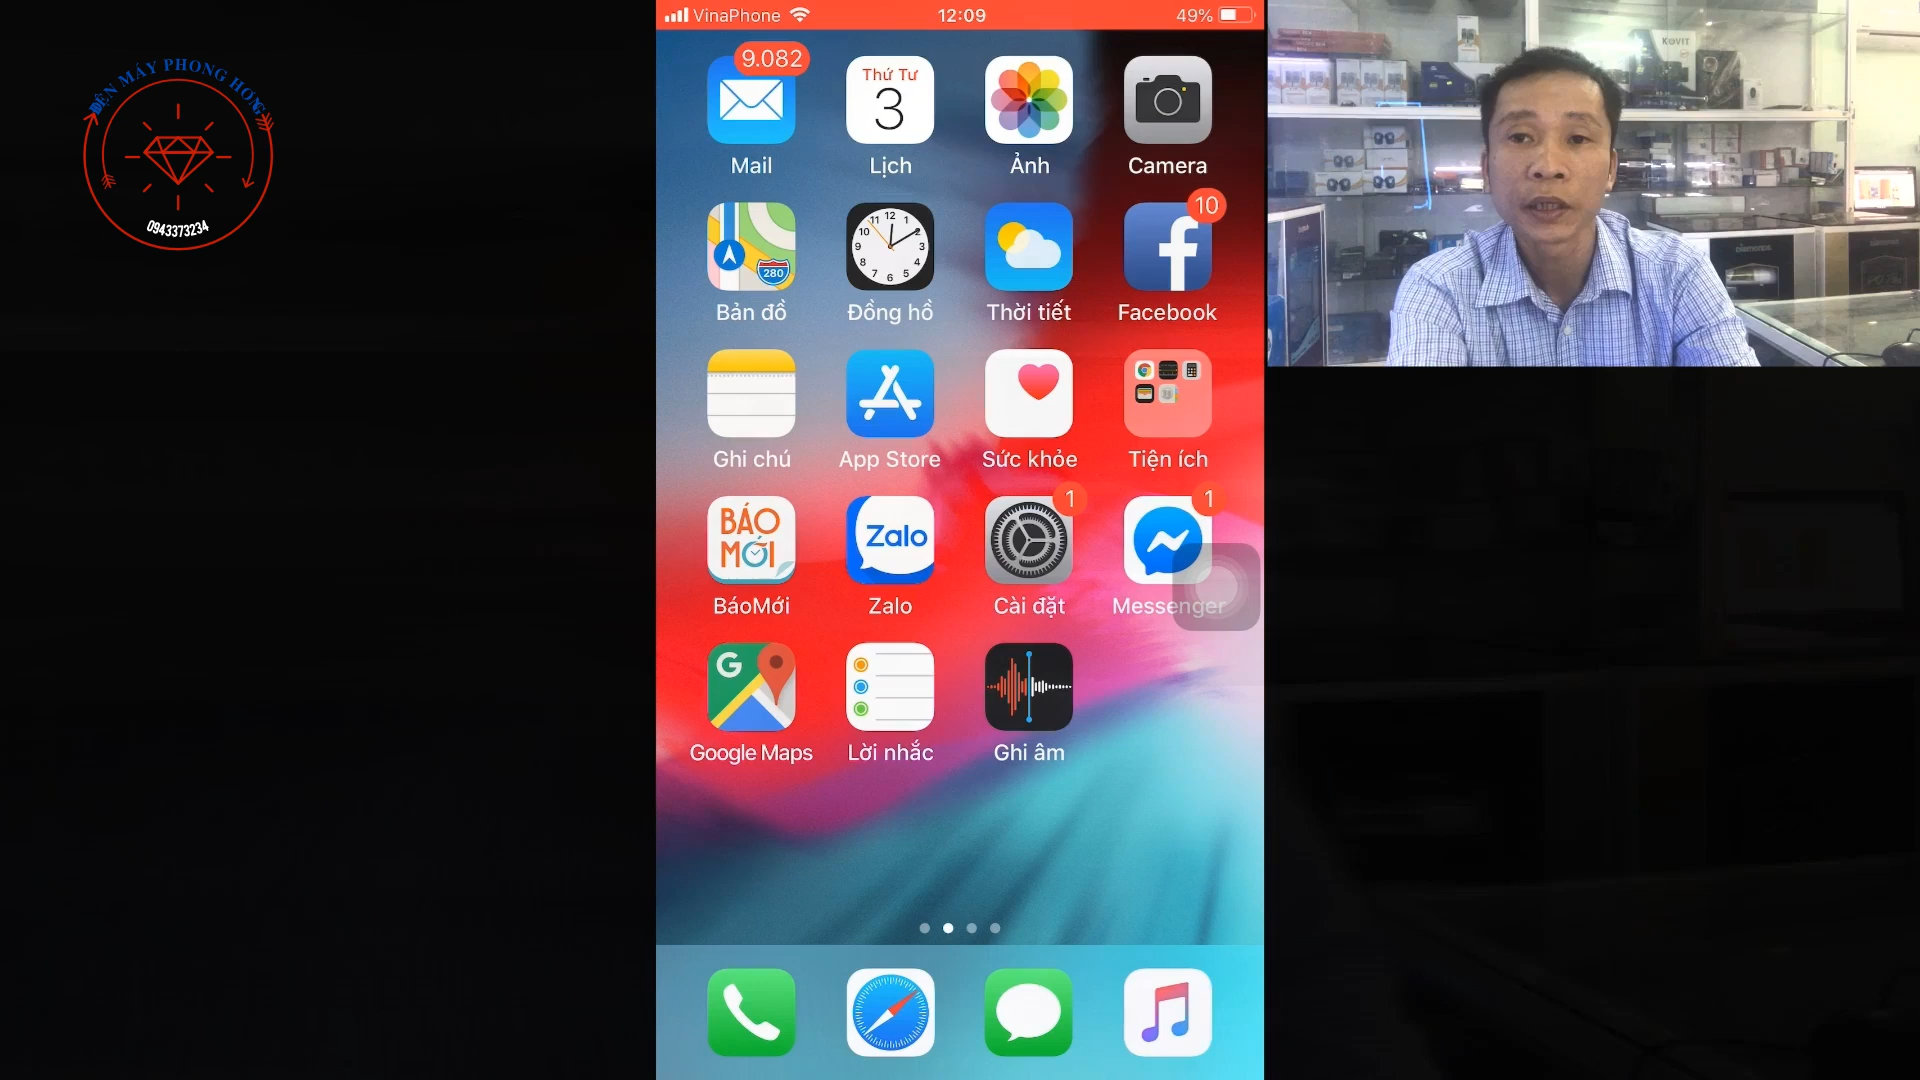 ĐIỆN MÁY PHONG HƠNG
0943373234
VinaPhone
12:09
49%
9.082
Mail
Thứ Tư
3
Lịch
Ảnh
Camera
280
Bản đồ
Đồng hồ
Thời tiết
10
Facebook
Ghi chú
App Store
Sức khỏe
Tiện ích
BÁO
MỚI
BáoMới
Zalo
Zalo
1
Cài đặt
1
Messenger
G
Google Maps
Lời nhắc
Ghi âm
KOVIT